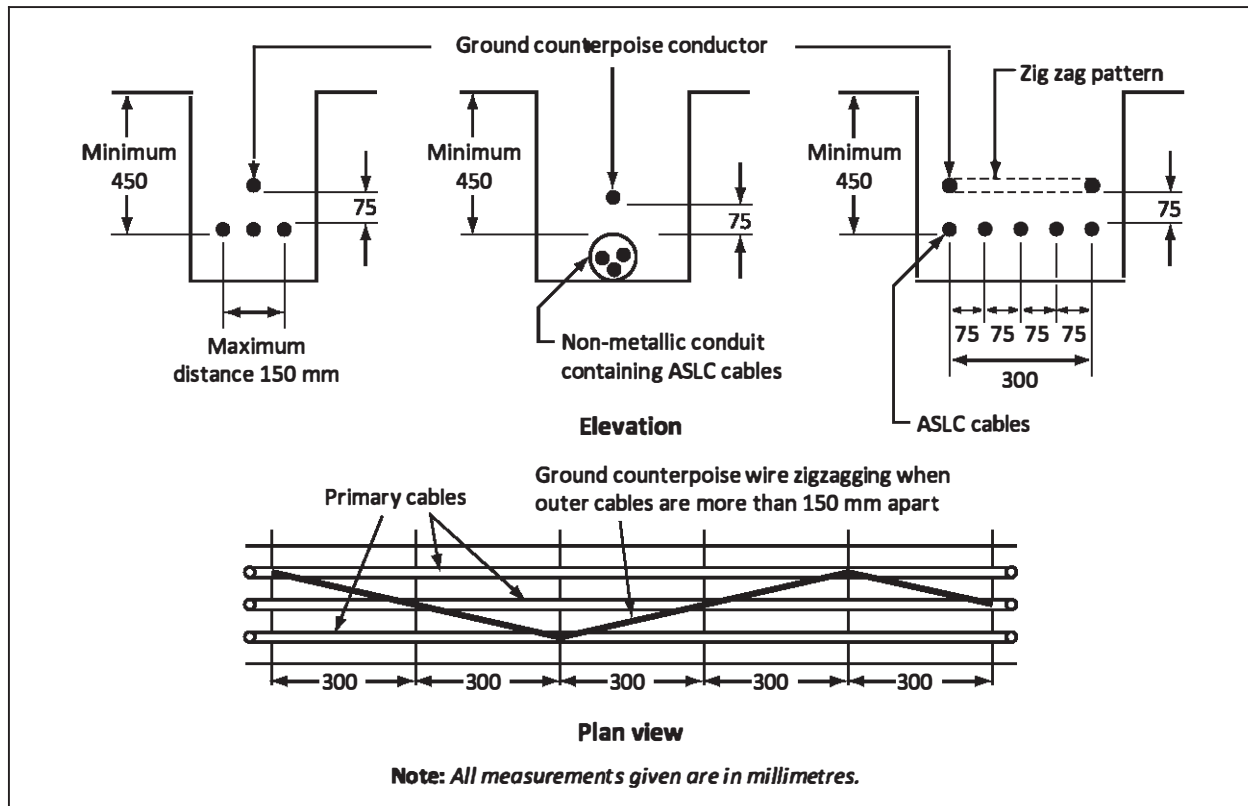 Ground counterpoise conductor
Zig zag pattern
Minimum
450
75
Maximum
distance 150 mm
Minimum
450
75
Non-metallic conduit
containing ASLC cables
Minimum
450
75
75 75 75 75
300
ASLC cables
Elevation
Primary cables
Ground counterpoise wire zigzagging when
outer cables are more than 150 mm apart
300 300 300 300 300
Plan view
Note: All measurements given are in millimetres.